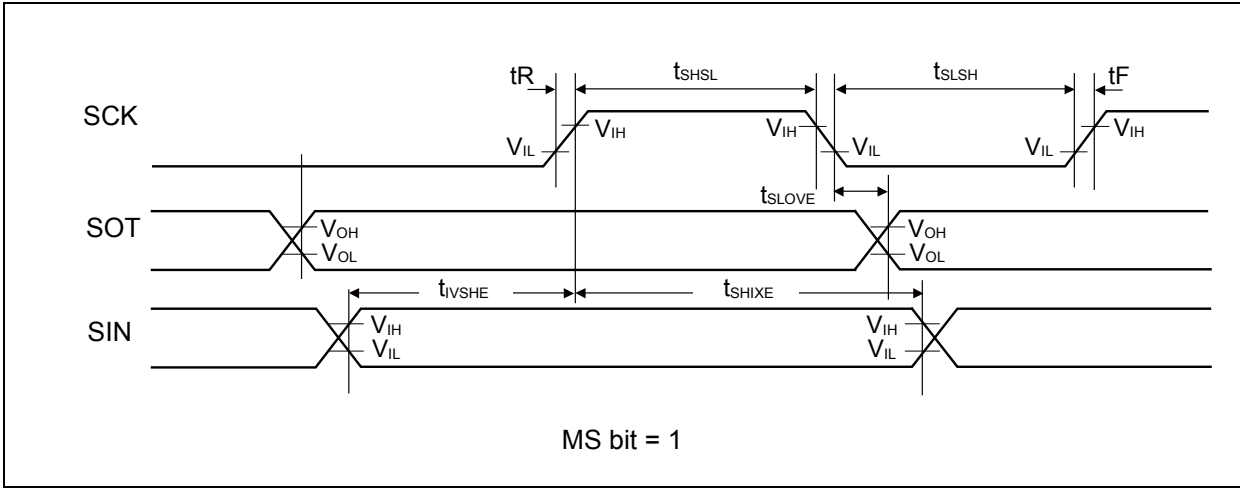 tR tSHSL tSLSH tF
SCK
VIH VIH VIH
VIL VIL VIL
tSLOVE
SOT VOH VOH
VOL VOL
tIVSHE tSHIXE
SIN VIH VIH
VIL VIL
MS bit = 1